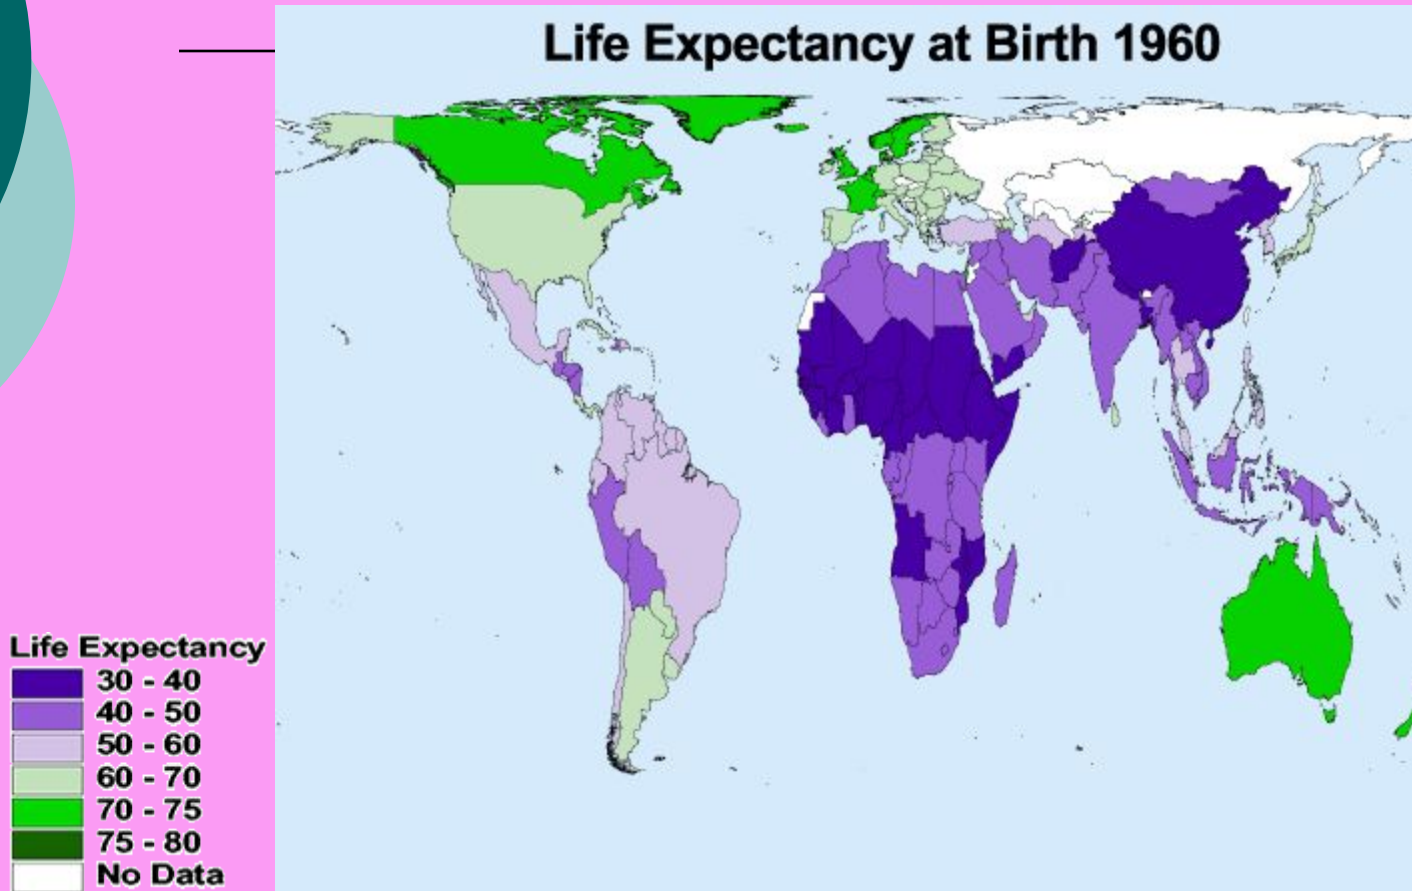 Life Expectancy at Birth 1960
Life Expectancy
30 - 40
40 - 50
50 - 60
60 - 70
70 - 75
75 - 80
No Data